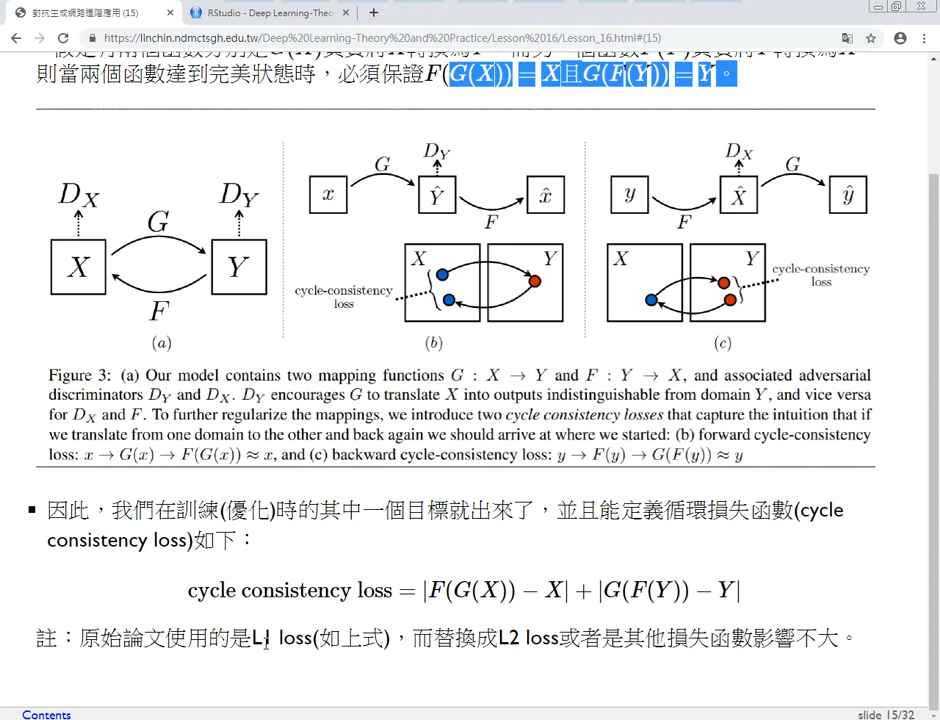 對抗生成網路進階應用 (15)
RStudio - Deep Learning-Theo
https://linchin.ndmctsgh.edu.tw/Deep%20Learning-Theory%20and%20Practice/Lesson%2016/Lesson_16.html#(15)
則當兩個函數達到完美狀態時，必須保證F(G(X)) = X且G(F(Y)) = Y。
D_X
D_Y
G
X
Y
F
(a)
D_Y
x
G
Ŷ
x̂
F
X
Y
cycle-consistency
loss
(b)
D_X
y
X̂
G
ŷ
F
X
Y
cycle-consistency
loss
(c)
Figure 3: (a) Our model contains two mapping functions G : X → Y and F : Y → X, and associated adversarial
discriminators D_Y and D_X. D_Y encourages G to translate X into outputs indistinguishable from domain Y, and vice versa
for D_X and F. To further regularize the mappings, we introduce two cycle consistency losses that capture the intuition that if
we translate from one domain to the other and back again we should arrive at where we started: (b) forward cycle-consistency
loss: x → G(x) → F(G(x)) ≈ x, and (c) backward cycle-consistency loss: y → F(y) → G(F(y)) ≈ y
▪ 因此，我們在訓練(優化)時的其中一個目標就出來了，並且能定義循環損失函數(cycle
consistency loss)如下：
cycle consistency loss = |F(G(X)) − X| + |G(F(Y)) − Y|
註：原始論文使用的是L1 loss(如上式)，而替換成L2 loss或者是其他損失函數影響不大。
Contents
slide 15/32